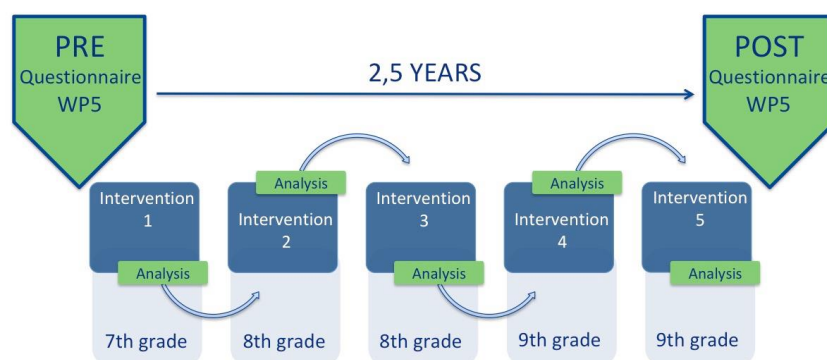 PRE
Questionnaire
WP5
2,5 YEARS
POST
Questionnaire
WP5
Intervention
1
Analysis
7th grade
Analysis
Intervention
2
8th grade
Intervention
3
Analysis
8th grade
Analysis
Intervention
4
9th grade
Intervention
5
Analysis
9th grade